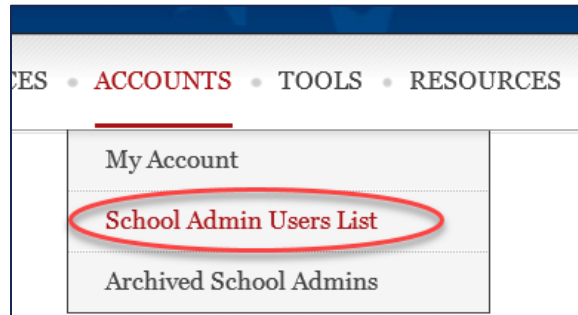 CES • ACCOUNTS • TOOLS • RESOURCES
My Account
School Admin Users List
Archived School Admins